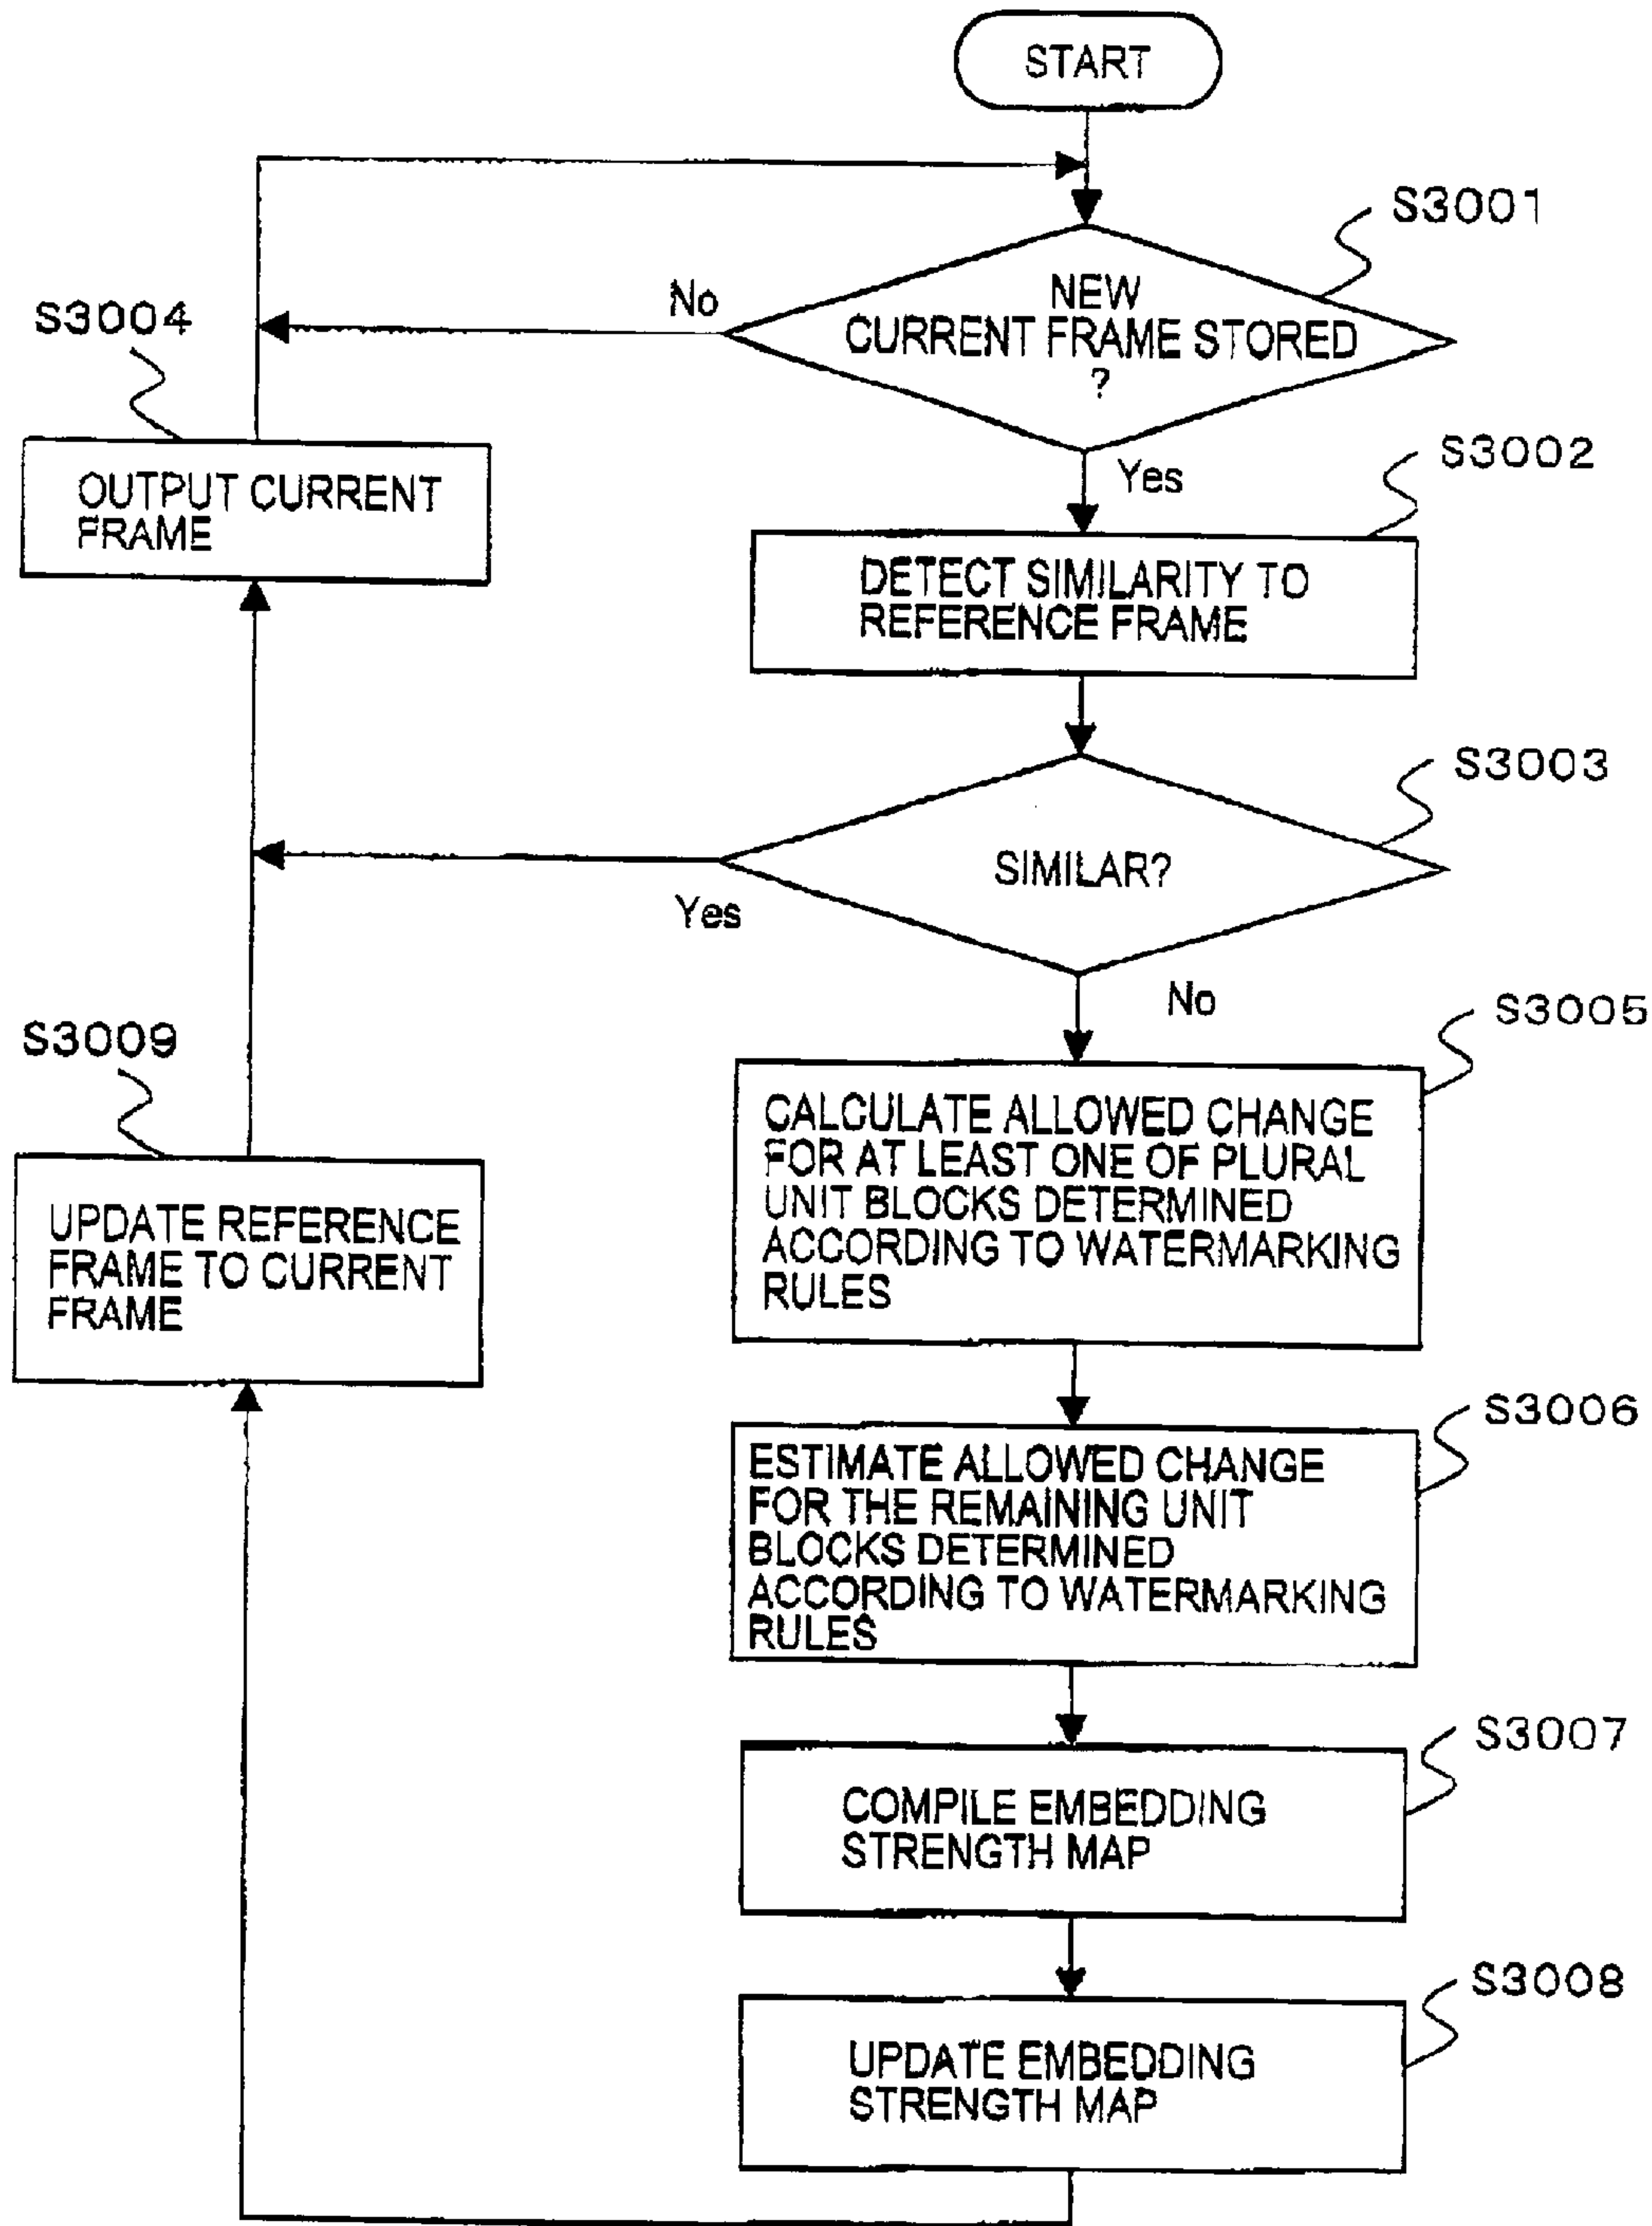 START
S3001
NEW
CURRENT FRAME STORED
?
No
Yes
S3004
OUTPUT CURRENT
FRAME
S3002
DETECT SIMILARITY TO
REFERENCE FRAME
S3003
SIMILAR?
Yes
No
S3005
CALCULATE ALLOWED CHANGE
FOR AT LEAST ONE OF PLURAL
UNIT BLOCKS DETERMINED
ACCORDING TO WATERMARKING
RULES
S3009
UPDATE REFERENCE
FRAME TO CURRENT
FRAME
S3006
ESTIMATE ALLOWED CHANGE
FOR THE REMAINING UNIT
BLOCKS DETERMINED
ACCORDING TO WATERMARKING
RULES
S3007
COMPILE EMBEDDING
STRENGTH MAP
S3008
UPDATE EMBEDDING
STRENGTH MAP